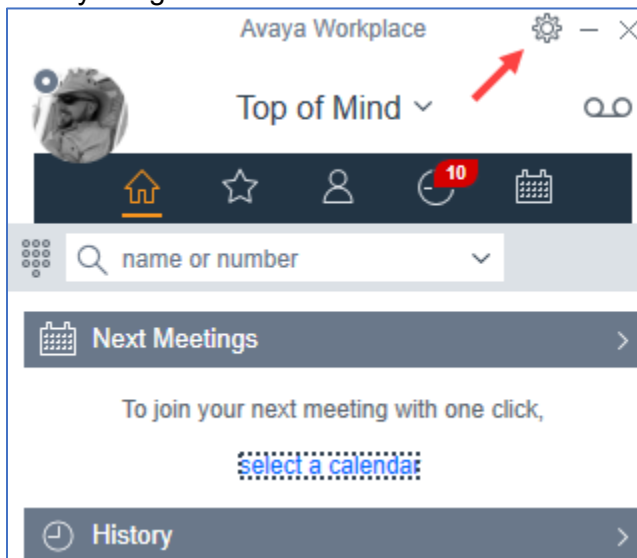 Avaya Workplace
Top of Mind
10
name or number
Next Meetings
To join your next meeting with one click,
select a calendar
History